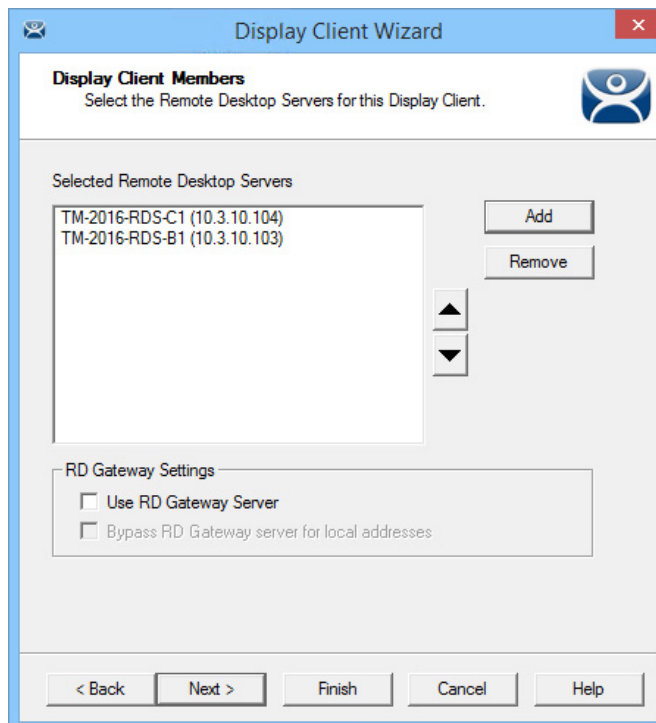 Display Client Wizard
Display Client Members
Select the Remote Desktop Servers for this Display Client.
Selected Remote Desktop Servers
TM-2016-RDS-C1 (10.3.10.104)
TM-2016-RDS-B1 (10.3.10.103)
Add
Remove
RD Gateway Settings
Use RD Gateway Server
Bypass RD Gateway server for local addresses
< Back Next > Finish Cancel Help